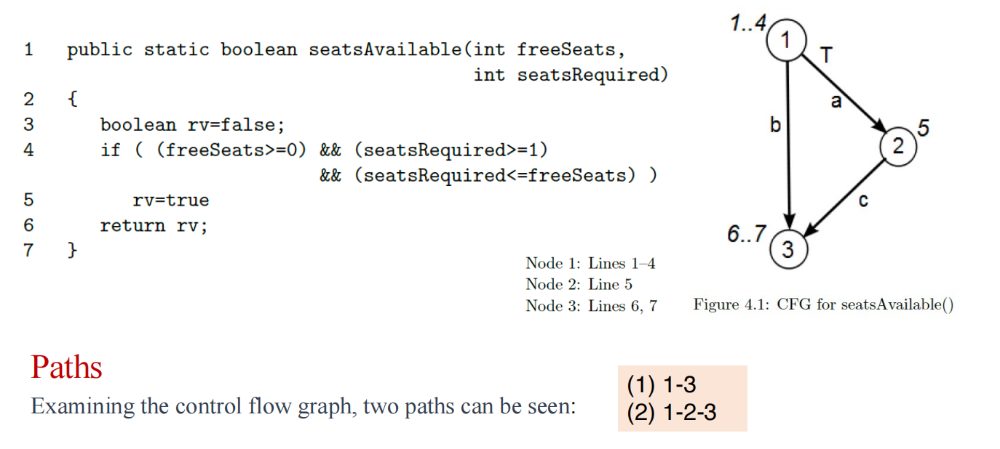 1 public static boolean seatsAvailable(int freeSeats,
int seatsRequired)
2 {
3 boolean rv=false;
4 if ( (freeSeats>=0) && (seatsRequired>=1)
&& (seatsRequired<=freeSeats) )
5 rv=true
6 return rv;
7 }
Node 1: Lines 1–4
Node 2: Line 5
Node 3: Lines 6, 7
1..4
1
T
a
b
5
2
c
6..7
3
Figure 4.1: CFG for seatsAvailable()
Paths
Examining the control flow graph, two paths can be seen:
(1) 1-3
(2) 1-2-3